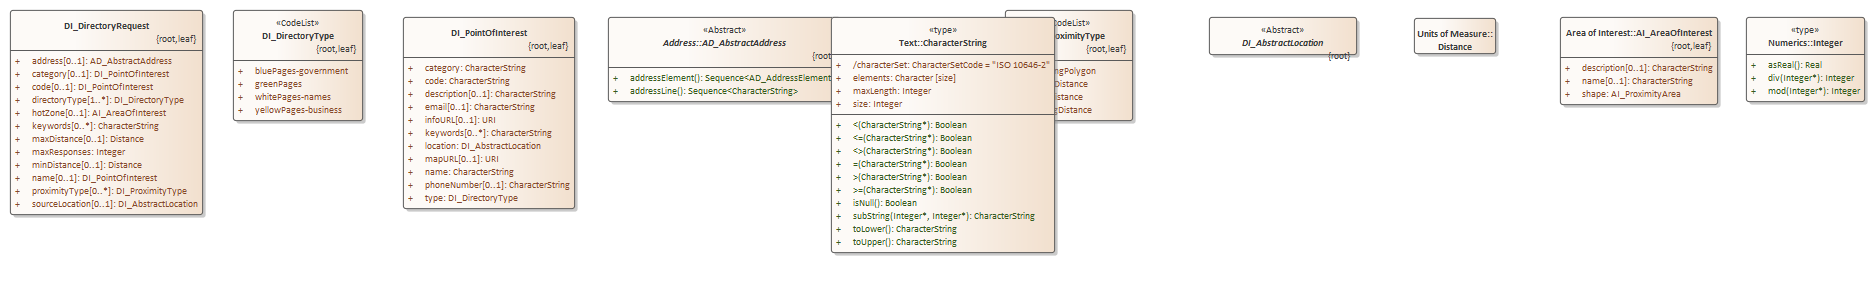 DI_DirectoryRequest
{root,leaf}
+ address[0..1]: AD_AbstractAddress
+ category[0..1]: DI_PointOfInterest
+ code[0..1]: DI_PointOfInterest
+ directoryType[1..*]: DI_DirectoryType
+ hotZone[0..1]: AI_AreaOfInterest
+ keywords[0..*]: CharacterString
+ maxDistance[0..1]: Distance
+ maxResponses: Integer
+ minDistance[0..1]: Distance
+ name[0..1]: DI_PointOfInterest
+ proximityType[0..*]: DI_ProximityType
+ sourceLocation[0..1]: DI_AbstractLocation
«CodeList»
DI_DirectoryType
{root,leaf}
+ bluePages-government
+ greenPages
+ whitePages-names
+ yellowPages-business
DI_PointOfInterest
{root,leaf}
+ category: CharacterString
+ code: CharacterString
+ description[0..1]: CharacterString
+ email[0..1]: CharacterString
+ infoURL[0..1]: URI
+ keywords[0..*]: CharacterString
+ location: DI_AbstractLocation
+ mapURL[0..1]: URI
+ name: CharacterString
+ phoneNumber[0..1]: CharacterString
+ type: DI_DirectoryType
«Abstract»
Address::AD_AbstractAddress
{root
+ addressElement(): Sequence<AD_AddressElement
+ addressLine(): Sequence<CharacterString>
«type»
Text::CharacterString
+ /characterSet: CharacterSetCode = "ISO 10646-2"
+ elements: Character [size]
+ maxLength: Integer
+ size: Integer
+ <(CharacterString*): Boolean
+ <=(CharacterString*): Boolean
+ <>(CharacterString*): Boolean
+ =(CharacterString*): Boolean
+ >(CharacterString*): Boolean
+ >=(CharacterString*): Boolean
+ isNull(): Boolean
+ subString(Integer*, Integer*): CharacterString
+ toLower(): CharacterString
+ toUpper(): CharacterString
odeList»
oximityType
{root,leaf}
ngPolygon
Distance
istance
eDistance
«Abstract»
DI_AbstractLocation
{root}
Units of Measure::
Distance
Area of Interest::AI_AreaOfInterest
{root,leaf}
+ description[0..1]: CharacterString
+ name[0..1]: CharacterString
+ shape: AI_ProximityArea
«type»
Numerics::Integer
+ asReal(): Real
+ div(Integer*): Integer
+ mod(Integer*): Integer